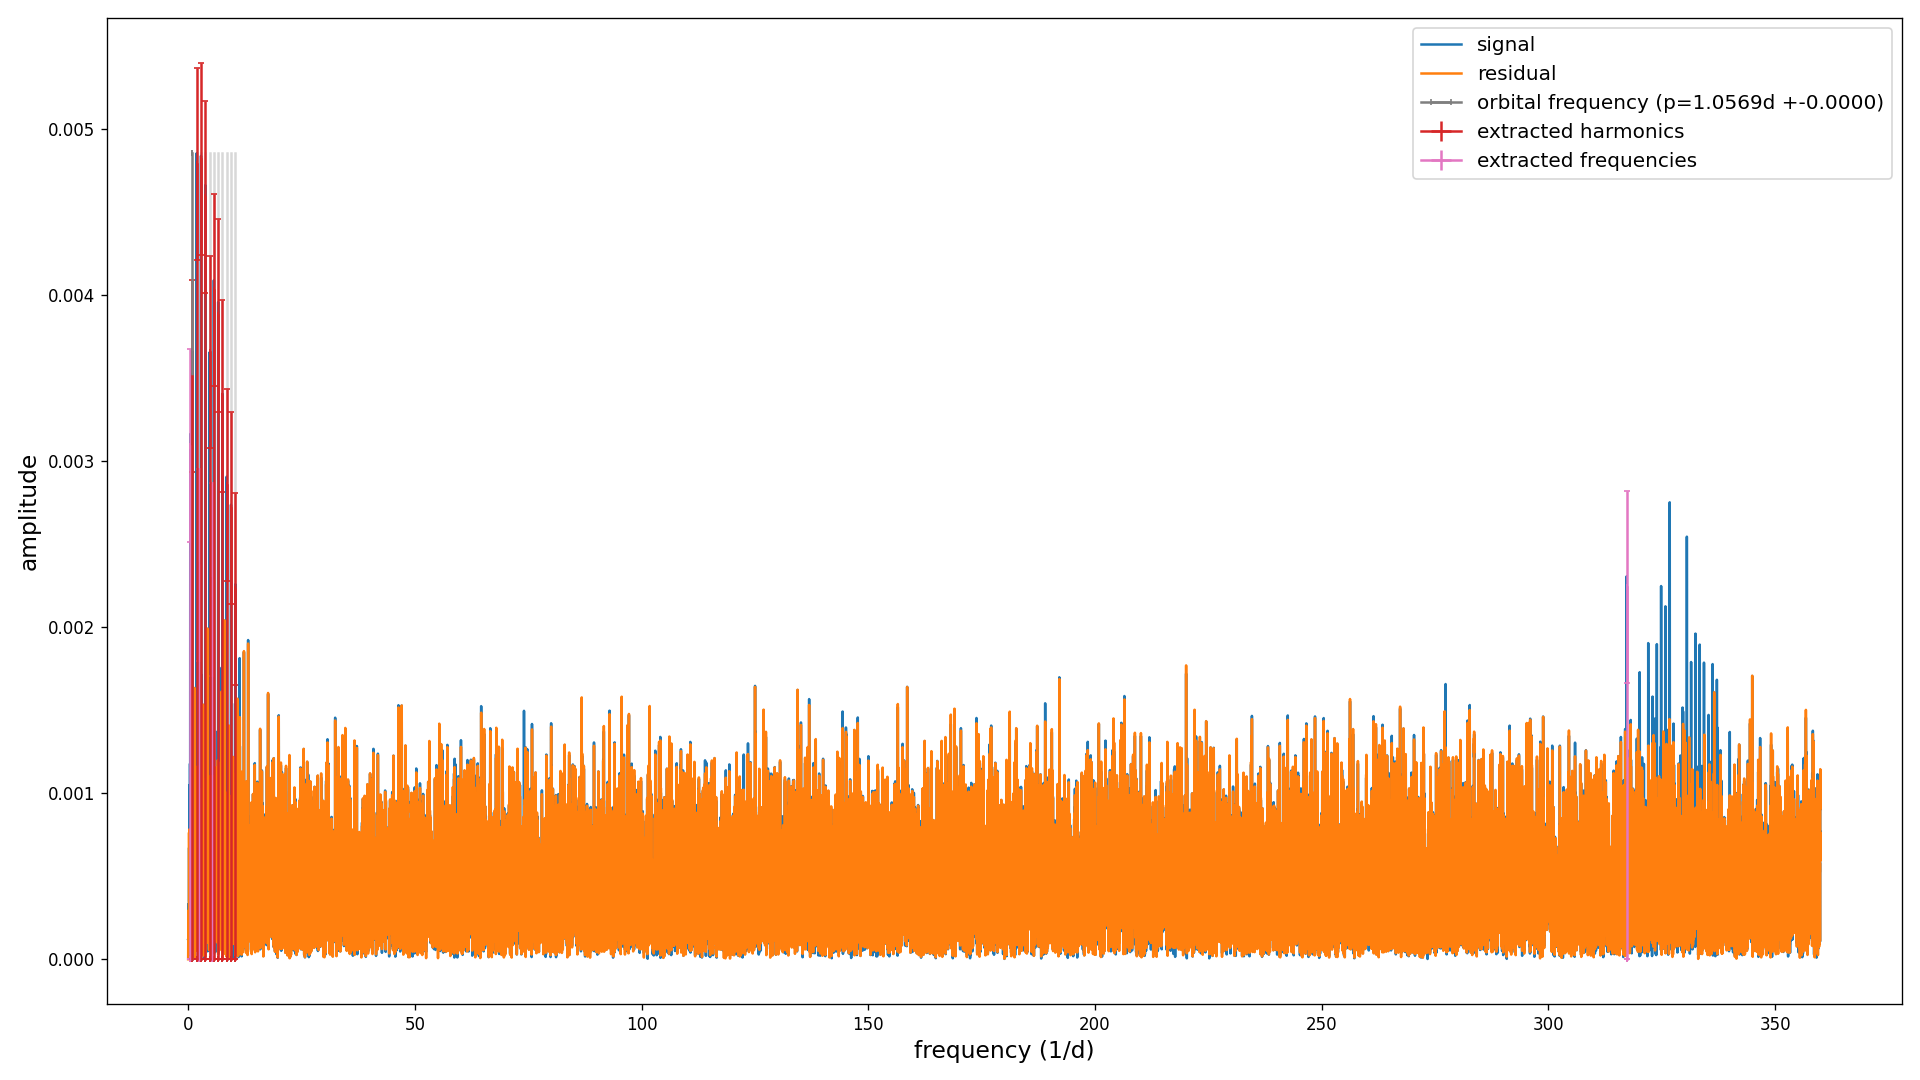 signal
residual
orbital frequency (p=1.0569d +-0.0000)
extracted harmonics
extracted frequencies
amplitude
0.005
0.004
0.003
0.002
0.001
0.000
0 50 100 150 200 250 300 350
frequency (1/d)